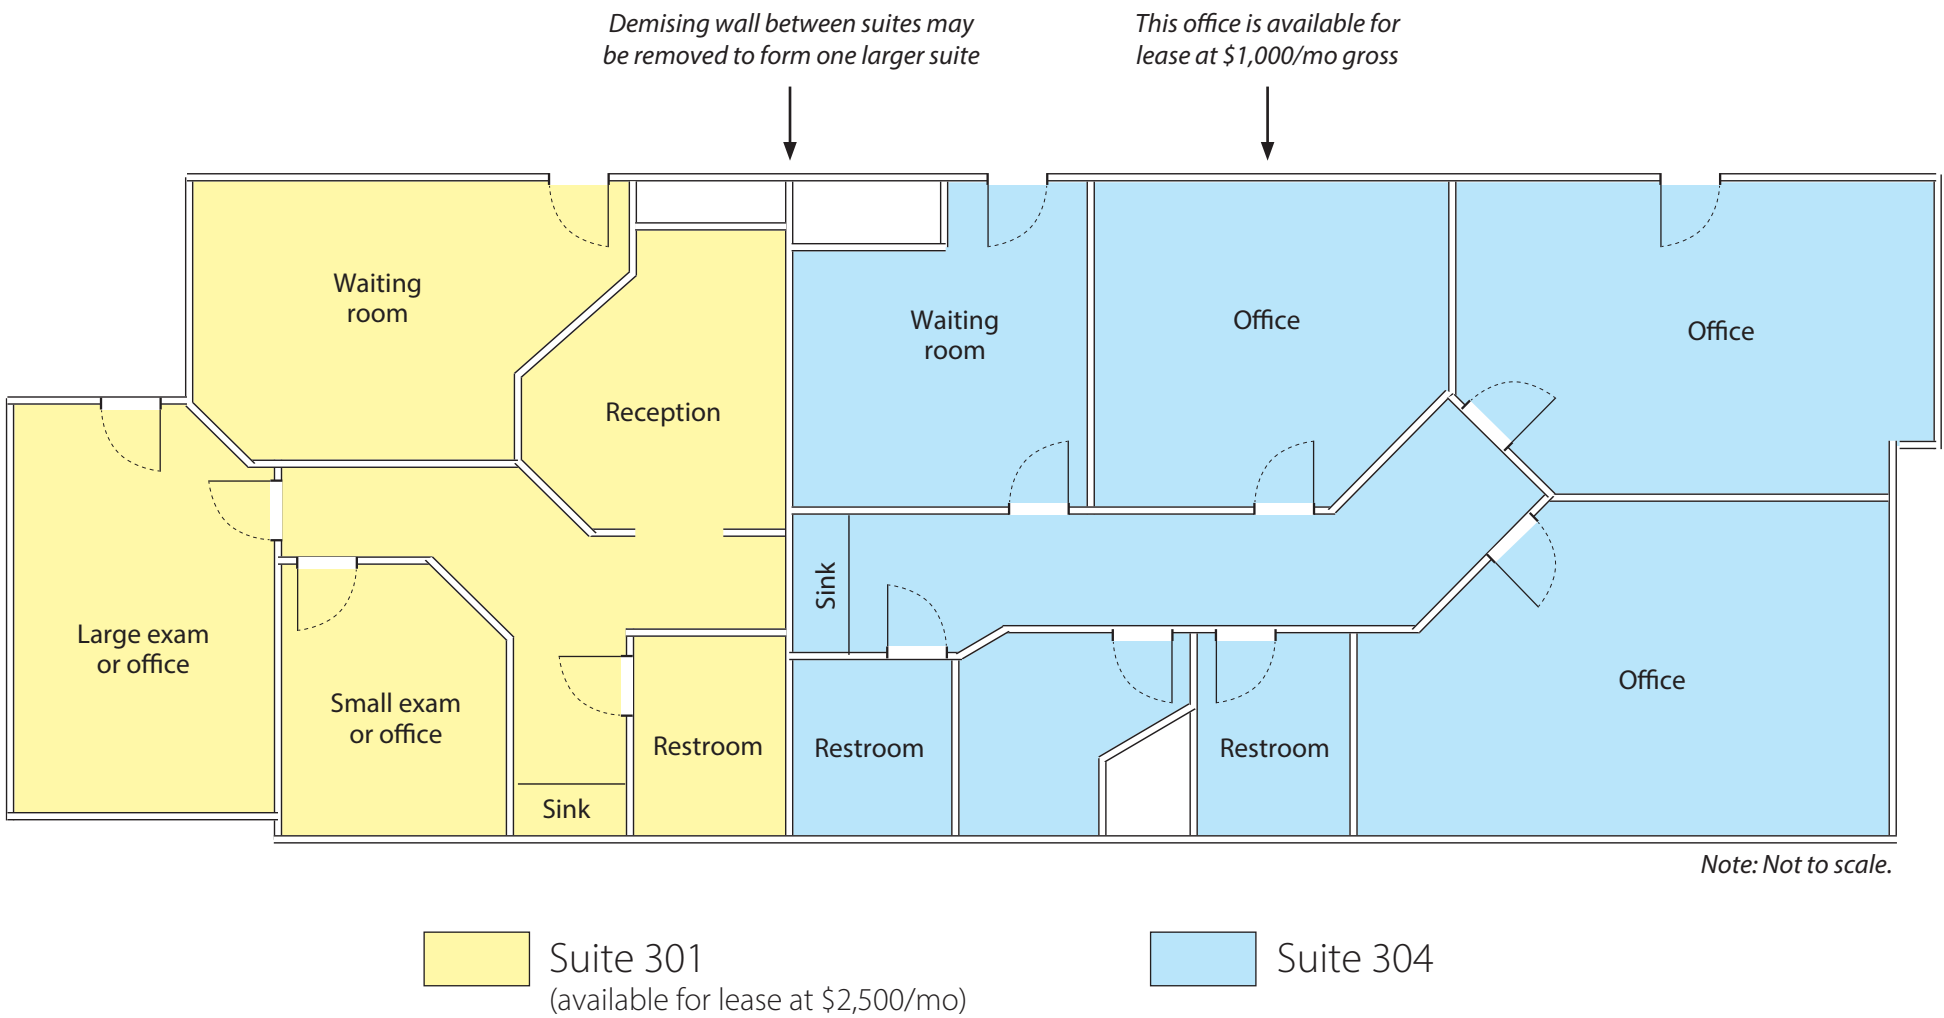 Demising wall between suites may
be removed to form one larger suite
This office is available for
lease at $1,000/mo gross
Waiting
room
Reception
Waiting
room
Office
Office
Large exam
or office
Small exam
or office
Sink
Restroom
Sink
Restroom
Restroom
Office
Note: Not to scale.
Suite 301
(available for lease at $2,500/mo)
Suite 304